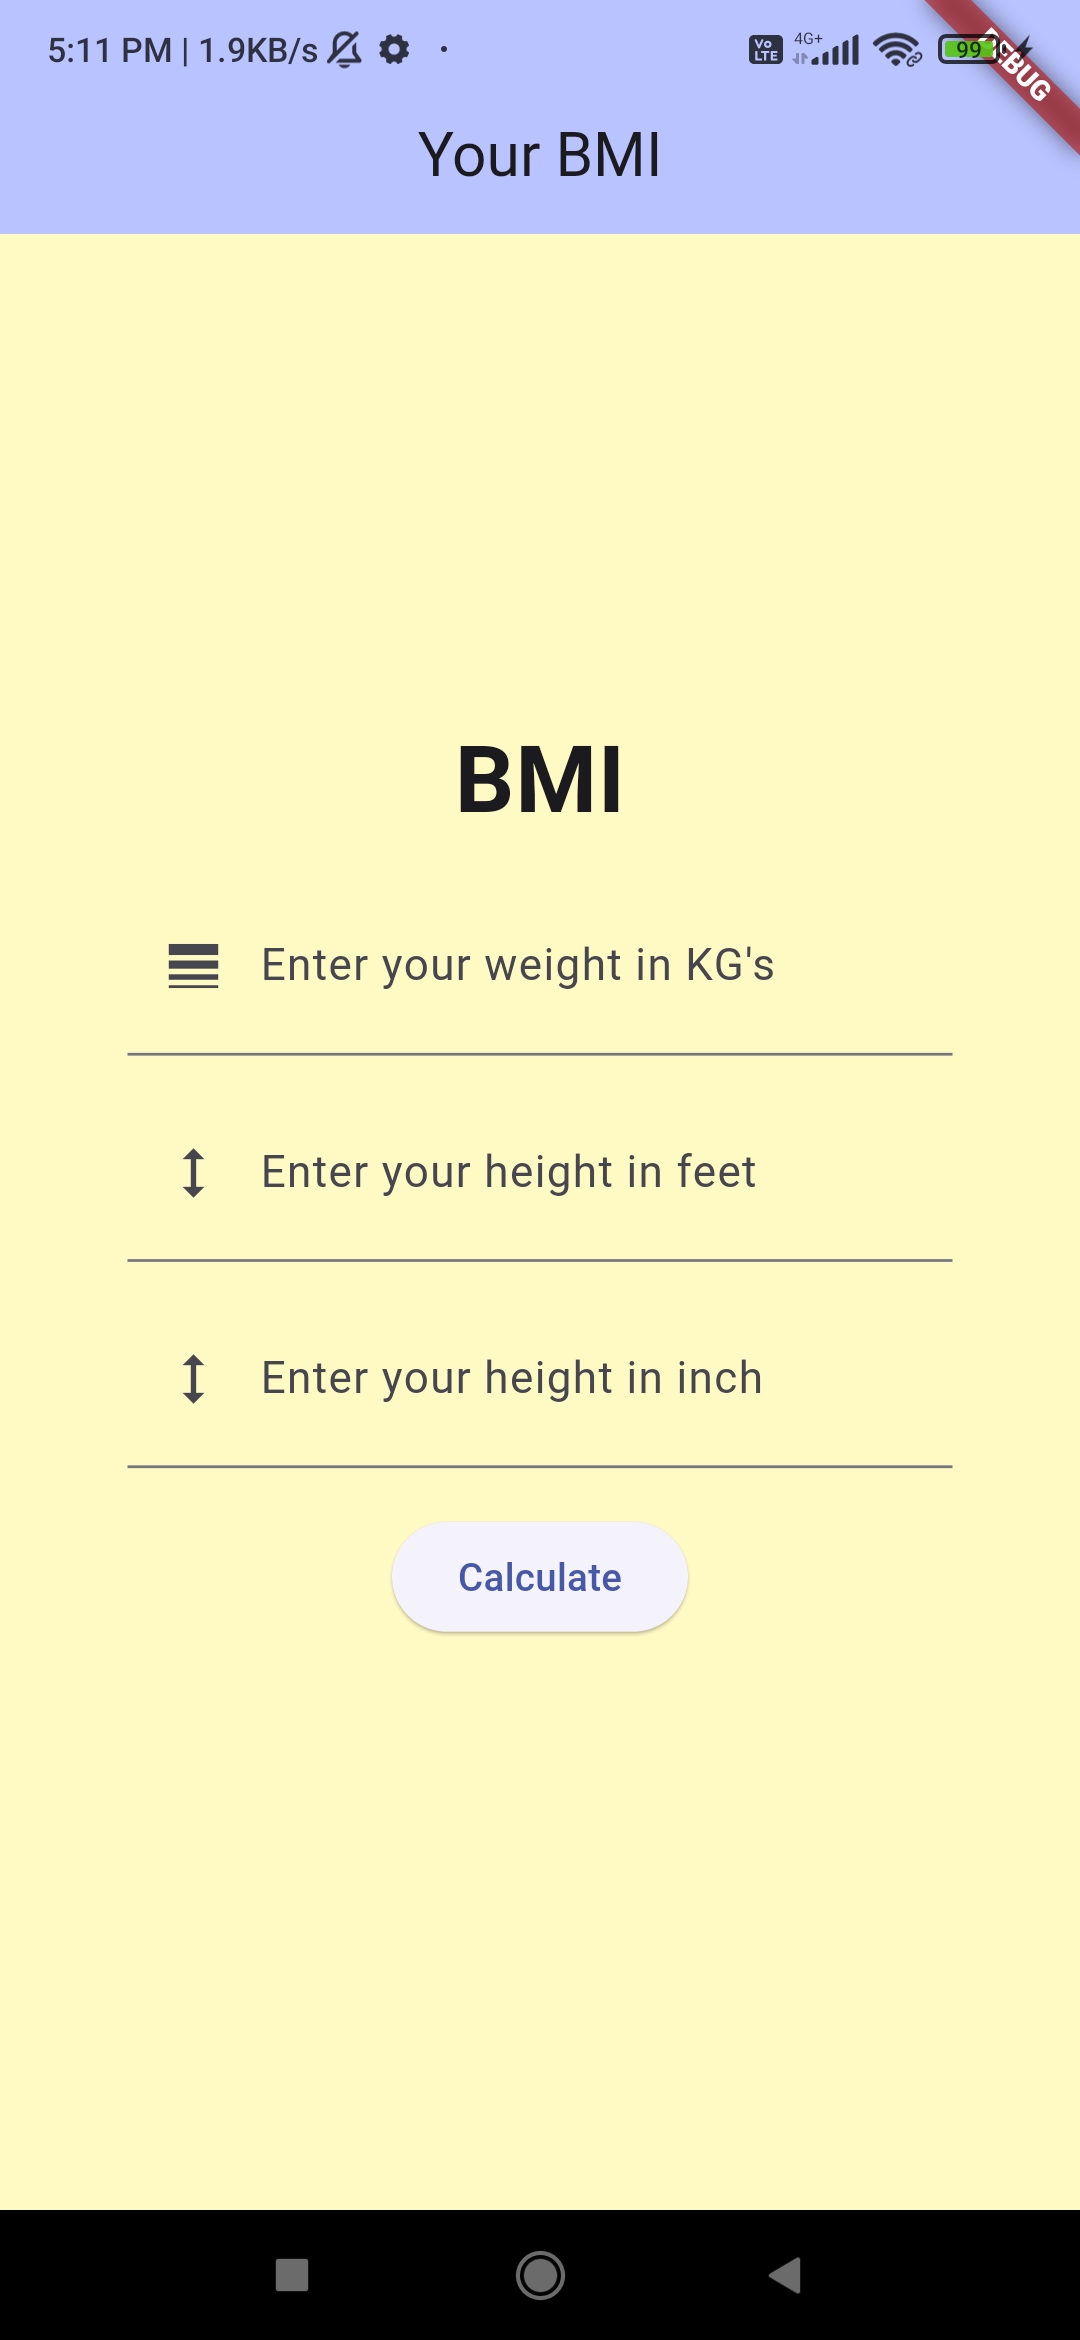 5:11 PM | 1.9KB/s
Vo
LTE
4G+
99
DEBUG
Your BMI
BMI
Enter your weight in KG's
Enter your height in feet
Enter your height in inch
Calculate